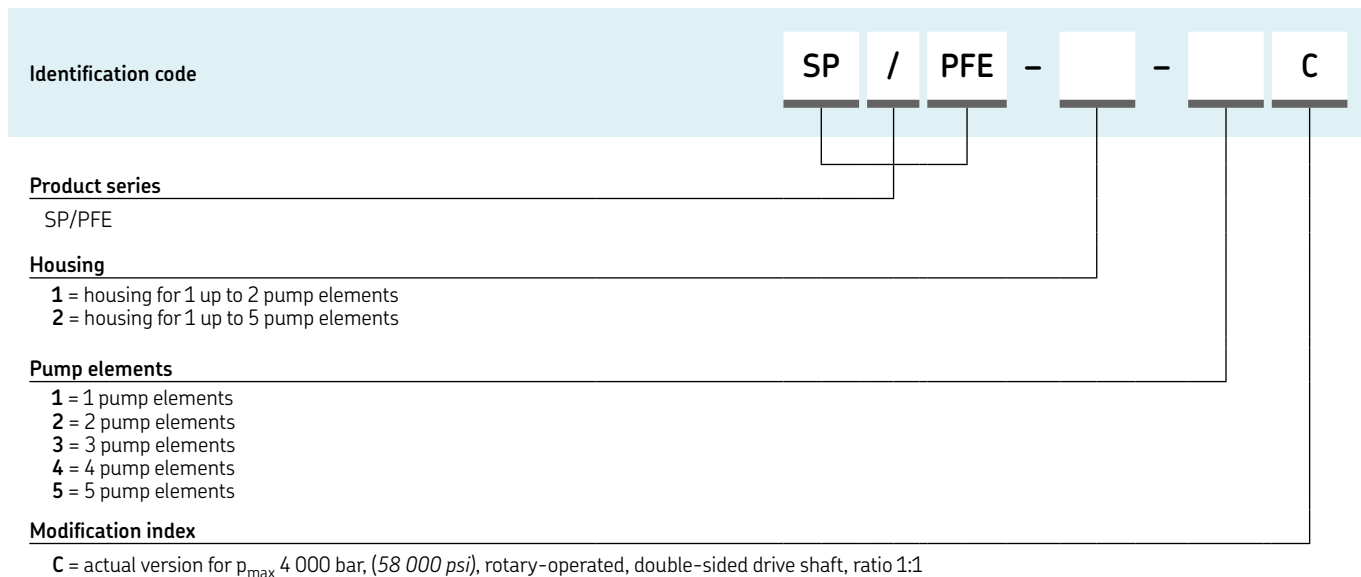 Identification code SP / PFE – – C
Product series
SP/PFE
Housing
1 = housing for 1 up to 2 pump elements
2 = housing for 1 up to 5 pump elements
Pump elements
1 = 1 pump elements
2 = 2 pump elements
3 = 3 pump elements
4 = 4 pump elements
5 = 5 pump elements
Modification index
C = actual version for pmax 4 000 bar, (58 000 psi), rotary-operated, double-sided drive shaft, ratio 1:1